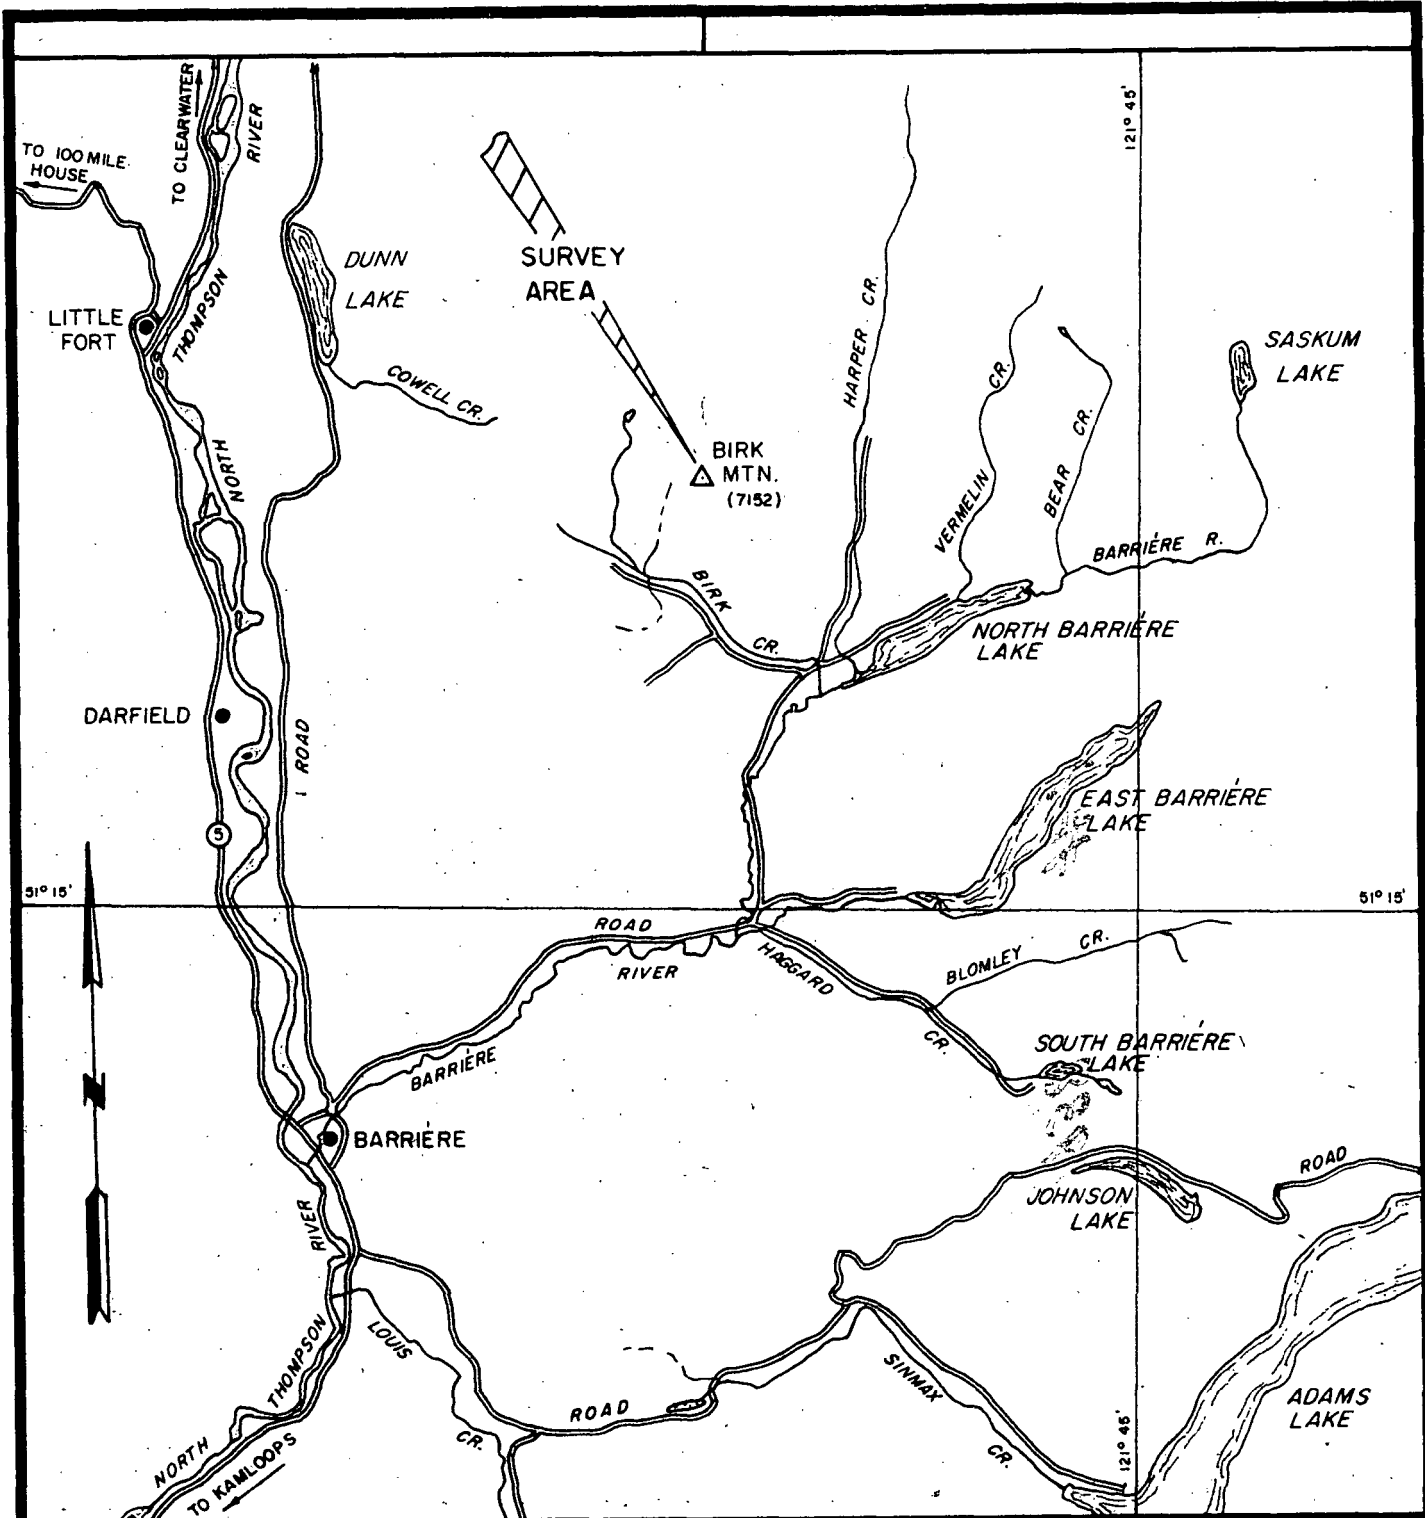 121° 45'
TO CLEARWATER
RIVER
TO 100 MILE
HOUSE
DUNN
LAKE
SURVEY
AREA
LITTLE
FORT
THOMPSON
HARPER CR.
SASKUM
LAKE
COWELL CR.
CR.
CR.
NORTH
BIRK
MTN.
(7152)
VERMELIN
BEAR
BARRIÉRE R.
BIRK
CR.
NORTH BARRIÉRE
LAKE
DARFIELD
ROAD
EAST BARRIÉRE
LAKE
5
51° 15'
51° 15'
ROAD
RIVER
HAGGARD
CR.
BLOMLEY
CR.
N
BARRIÉRE
SOUTH BARRIÉRE
LAKE
BARRIÉRE
ROAD
JOHNSON
LAKE
RIVER
THOMPSON
LOUIS
SINMAX
ADAMS
LAKE
ROAD
CR.
CR.
121° 45'
NORTH
TO KAMLOOPS